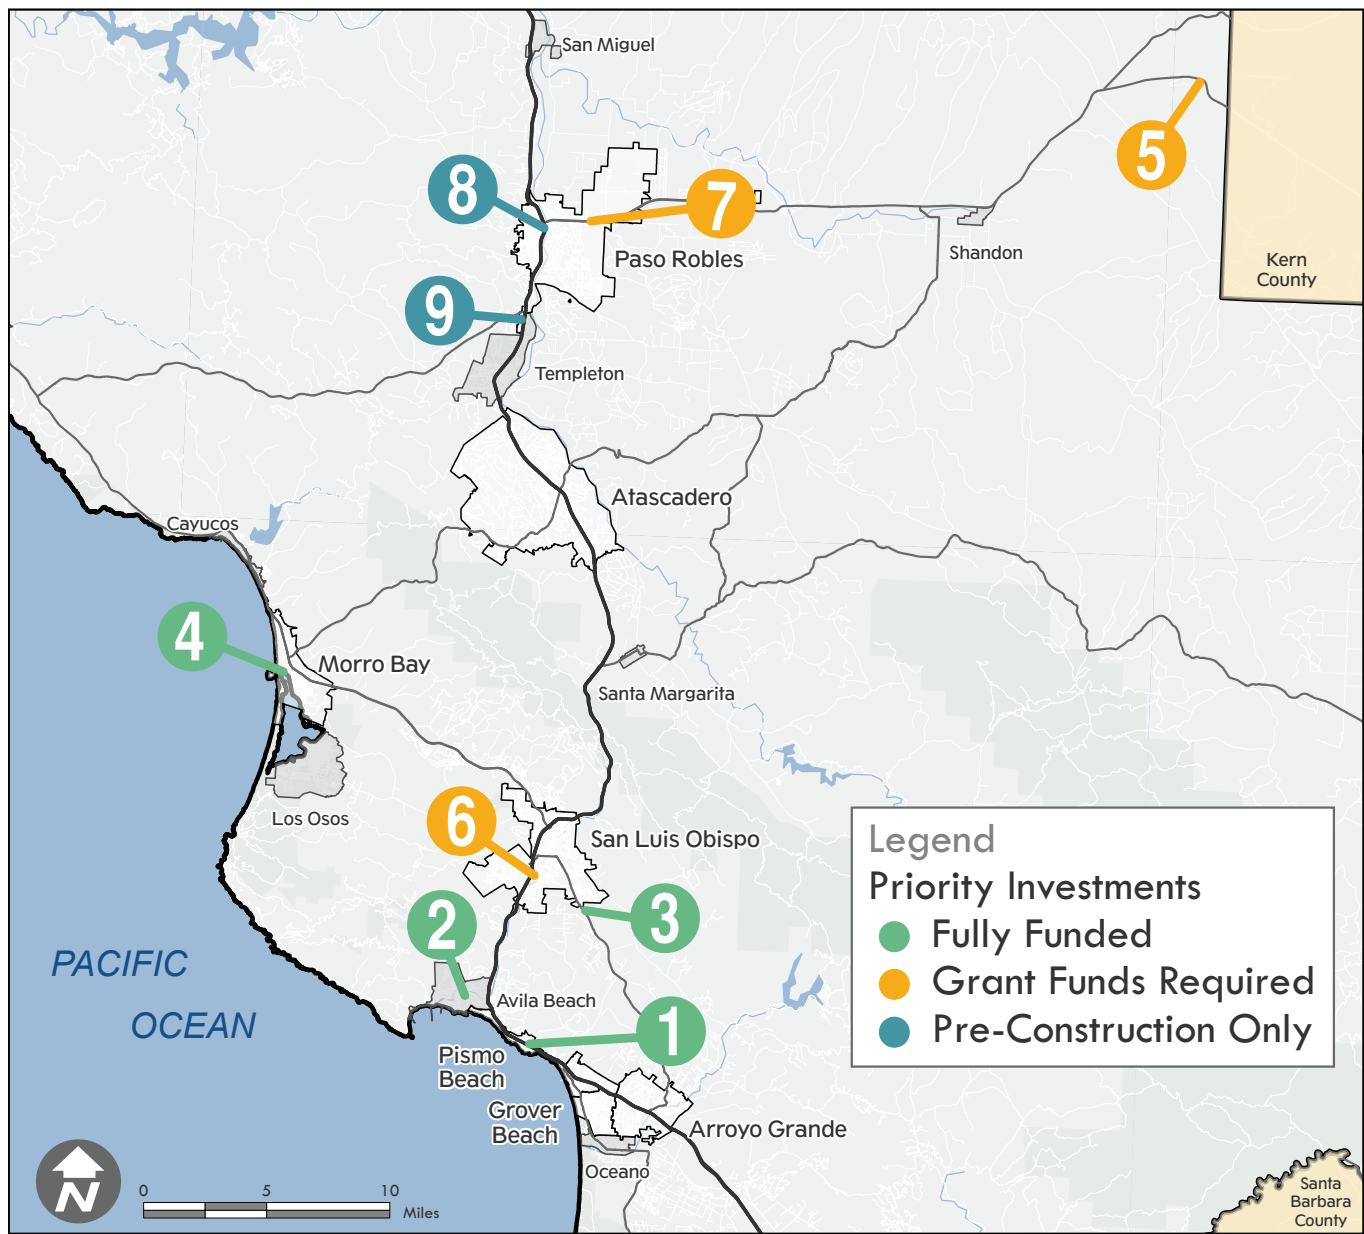 San Miguel
5
8
7
Paso Robles
Shandon
Kern
County
9
Templeton
Atascadero
Cayucos
4
Morro Bay
Santa Margarita
Los Osos
6
San Luis Obispo
Legend
Priority Investments
Fully Funded
Grant Funds Required
Pre-Construction Only
2
3
PACIFIC
OCEAN
Avila Beach
1
Pismo
Beach
Grover
Beach
Arroyo Grande
Oceano
N
0 5 10
Miles
Santa
Barbara
County